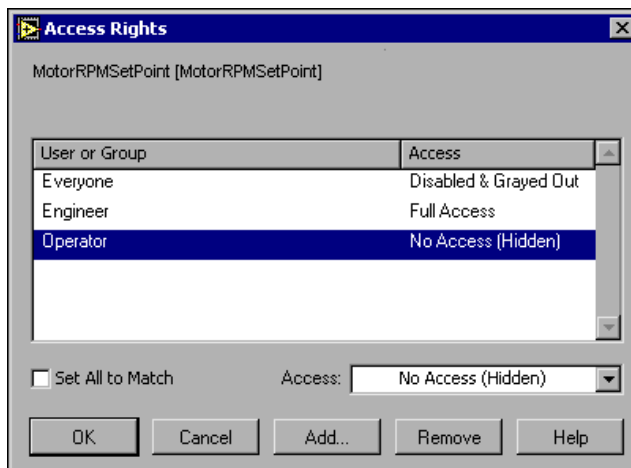 Access Rights
MotorRPMSetPoint [MotorRPMSetPoint]
User or Group Access
Everyone Disabled & Grayed Out
Engineer Full Access
Operator No Access (Hidden)
Set All to Match Access: No Access (Hidden)
OK Cancel Add... Remove Help